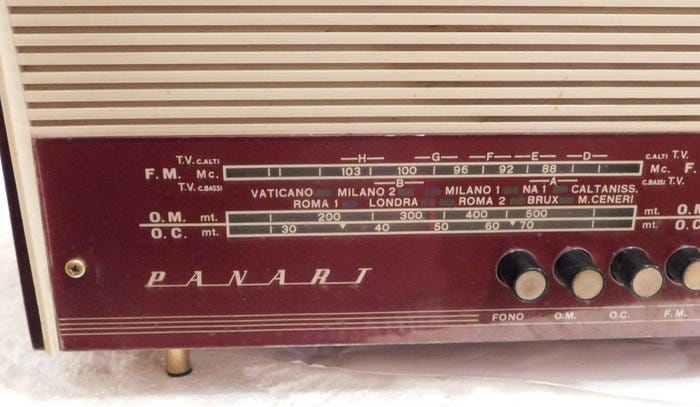 T.V. C.ALTI H G F E D C.ALTI T.V.
F.M. Mc. 103 100 96 92 88 Mc. F.
T.V. C.BASSI B A C.BASSI T.V.
VATICANO MILANO 2 MILANO 1 NA 1 CALTANISS.
ROMA 1 LONDRA ROMA 2 BRUX M.CENERI
O.M. mt. 200 300 400 500 mt. O.M
O.C. mt. 30 40 50 60 70 mt. O.C
PANART
FONO O.M. O.C. F.M.